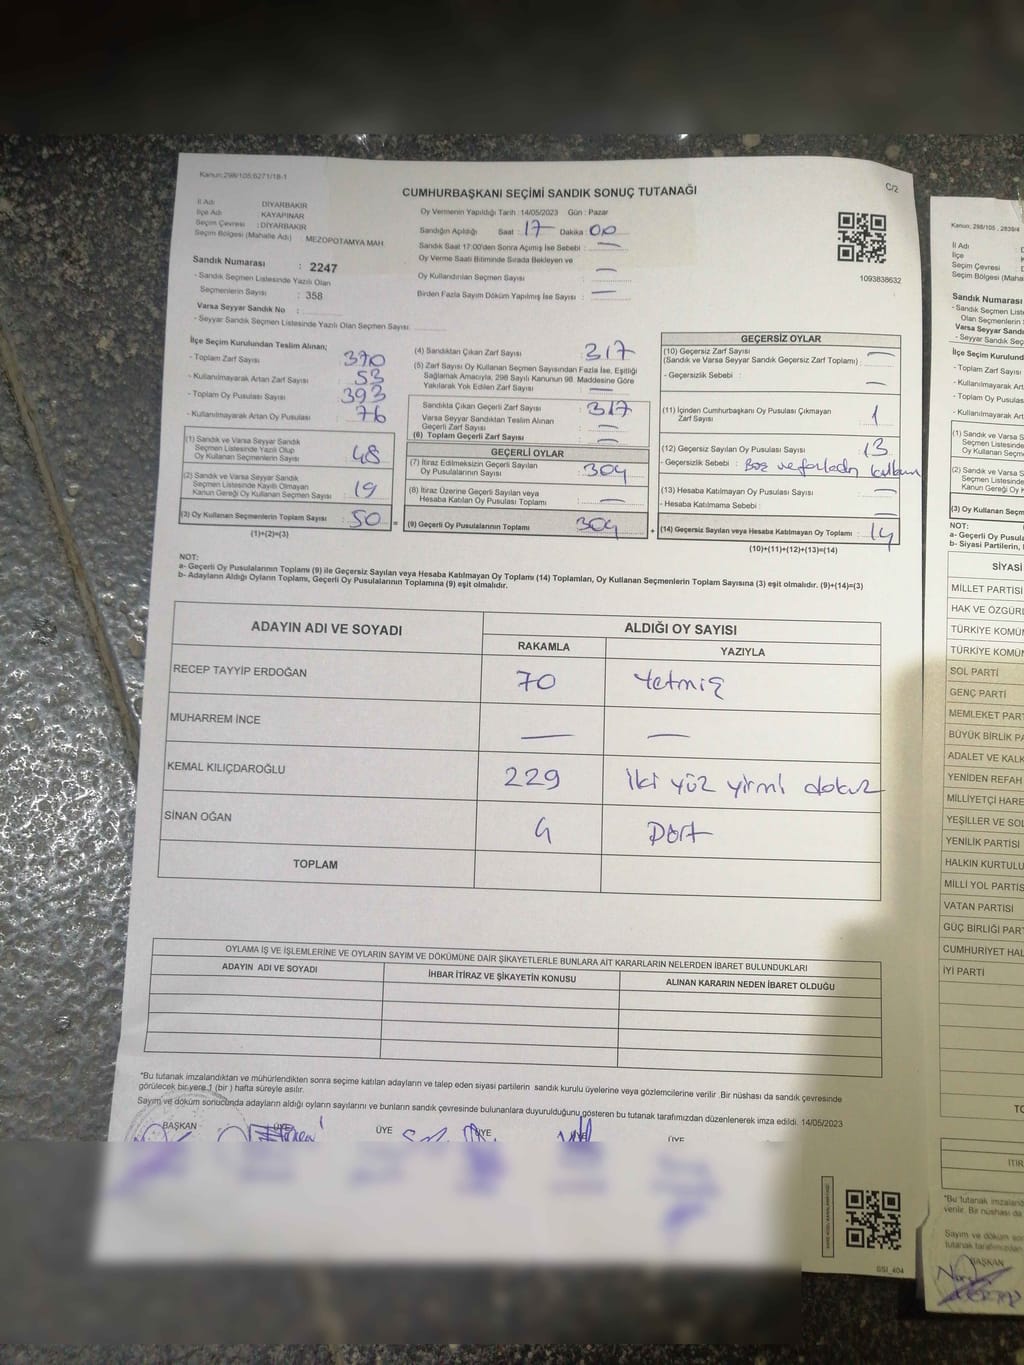 Kanun:298/105;6271/18-1
CUMHURBAŞKANI SEÇİMİ SANDIK SONUÇ TUTANAĞI
C/2
İl Adı : DİYARBAKIR
İlçe Adı : KAYAPINAR
Seçim Çevresi : DİYARBAKIR
Seçim Bölgesi (Mahalle Adı) : MEZOPOTAMYA MAH.
Sandık Numarası : 2247
- Sandık Seçmen Listesinde Yazılı Olan
Seçmenlerin Sayısı : 358
Varsa Seyyar Sandık No :
- Seyyar Sandık Seçmen Listesinde Yazılı Olan Seçmen Sayısı:
Oy Vermenin Yapıldığı Tarih : 14/05/2023 Gün : Pazar
Sandığın Açıldığı Saat : 17 Dakika : 00
Sandık Saat 17:00'den Sonra Açımış İse Sebebi : —
Oy Verme Saati Bitiminde Sırada Bekleyen ve
Oy Kullandırılan Seçmen Sayısı : —
Birden Fazla Sayım Döküm Yapılmış İse Sayısı : —
1093838632
İlçe Seçim Kurulundan Teslim Alınan;
- Toplam Zarf Sayısı : 370
- Kullanılmayarak Artan Zarf Sayısı : 53
- Toplam Oy Pusulası Sayısı : 393
- Kullanılmayarak Artan Oy Pusulası : 76
(1) Sandık ve Varsa Seyyar Sandık
Seçmen Listesinde Yazılı Olup
Oy Kullanan Seçmenlerin Sayısı : 48
(2) Sandık ve Varsa Seyyar Sandık
Seçmen Listesinde Kayıtlı Olmayan
Kanun Gereği Oy Kullanan Seçmen Sayısı : 19
(3) Oy Kullanan Seçmenlerin Toplam Sayısı : 50
(1)+(2)=(3)
(4) Sandıktan Çıkan Zarf Sayısı : 317
(5) Zarf Sayısı Oy Kullanan Seçmen Sayısından Fazla İse, Eşitliği
Sağlamak Amacıyla, 298 Sayılı Kanunun 98. Maddesine Göre
Yakılarak Yok Edilen Zarf Sayısı : —
Sandıkta Çıkan Geçerli Zarf Sayısı : 317
Varsa Seyyar Sandıktan Teslim Alınan
Geçerli Zarf Sayısı : —
(6) Toplam Geçerli Zarf Sayısı : —
GEÇERLİ OYLAR
(7) İtiraz Edilmeksizin Geçerli Sayılan
Oy Pusulalarının Sayısı : 304
(8) İtiraz Üzerine Geçerli Sayılan veya
Hesaba Katılan Oy Pusulası Toplamı : —
(9) Geçerli Oy Pusulalarının Toplamı : 304
GEÇERSİZ OYLAR
(10) Geçersiz Zarf Sayısı
(Sandık ve Varsa Seyyar Sandık Geçersiz Zarf Toplamı) : —
- Geçersizlik Sebebi : —
(11) İçinden Cumhurbaşkanı Oy Pusulası Çıkmayan
Zarf Sayısı : 1
(12) Geçersiz Sayılan Oy Pusulası Sayısı : 13
- Geçersizlik Sebebi : Boş ve fazladan
(13) Hesaba Katılmayan Oy Pusulası Sayısı : —
- Hesaba Katılmama Sebebi : —
(14) Geçersiz Sayılan veya Hesaba Katılmayan Oy Toplamı : 14
(10)+(11)+(12)+(13)=(14)
NOT:
a- Geçerli Oy Pusulalarının Toplamı (9) ile Geçersiz Sayılan veya Hesaba Katılmayan Oy Toplamı (14) Toplamları, Oy Kullanan Seçmenlerin Toplam Sayısına (3) eşit olmalıdır. (9)+(14)=(3)
b- Adayların Aldığı Oyların Toplamı, Geçerli Oy Pusulalarının Toplamına (9) eşit olmalıdır.
ADAYIN ADI VE SOYADI
ALDIĞI OY SAYISI
RAKAMLA YAZIYLA
RECEP TAYYİP ERDOĞAN 70 Yetmiş
MUHARREM İNCE — —
KEMAL KILIÇDAROĞLU 229 iki yüz yirmi dokuz
SİNAN OĞAN 4 Dört
TOPLAM
OYLAMA İŞ VE İŞLEMLERİNE VE OYLARIN SAYIM VE DÖKÜMÜNE DAİR ŞİKAYETLERLE BUNLARA AİT KARARLARIN NELERDEN İBARET BULUNDUKLARI
ADAYIN ADI VE SOYADI İHBAR İTİRAZ VE ŞİKAYETİN KONUSU ALINAN KARARIN NEDEN İBARET OLDUĞU
*Bu tutanak imzalandıktan ve mühürlendikten sonra seçime katılan adayların ve talep eden siyasi partilerin sandık kurulu üyelerine veya gözlemcilerine verilir .Bir nüshası da sandık çevresinde
görülecek bir yere 1 (bir ) hafta süreyle asılır.
Sayım ve döküm sonucunda adayların aldığı oyların sayılarını ve bunların sandık çevresinde bulunanlara duyurulduğunu gösteren bu tutanak tarafımızdan düzenlenerek imza edildi. 14/05/2023
BAŞKAN ÜYE ÜYE ÜYE ÜYE
SSI_404
Kanun: 298/105 , 2839/4
İl Adı
İlçe
Seçim Çevresi
Seçim Bölgesi (Maha
Sandık Numarası
- Sandık Seçmen List
Olan Seçmenlerin
Varsa Seyyar Sandık
- Seyyar Sandık Seç
İlçe Seçim Kurulund
- Toplam Zarf Sayısı
- Kullanılmayarak Artan
- Toplam Oy Pusulası
- Kullanılmayarak
(1) Sandık ve Varsa
Seçmen Listesinde
Oy Kullanan Seçm
(2) Sandık ve Varsa
Seçmen Listesinde
Kanun Gereği Oy K
(3) Oy Kullanan Seçm
NOT:
a- Geçerli Oy Pusula
b- Siyasi Partilerin,
SİYASİ
MİLLET PARTİSİ
HAK VE ÖZGÜR
TÜRKİYE KOMÜN
TÜRKİYE KOMÜN
SOL PARTİ
GENÇ PARTİ
MEMLEKET PART
BÜYÜK BİRLİK PA
ADALET VE KALK
YENİDEN REFAH
MİLLİYETÇİ HARE
YEŞİLLER VE SOL
YENİLİK PARTİSİ
HALKIN KURTULU
MİLLİ YOL PARTİS
VATAN PARTİSİ
GÜÇ BİRLİĞİ PART
CUMHURİYET HAL
İYİ PARTİ
TO
İTİR
*Bu tutanak imzaland
verilir. Bir nüshası da
Sayım ve döküm son
tutanak tarafımızdan
BAŞKAN